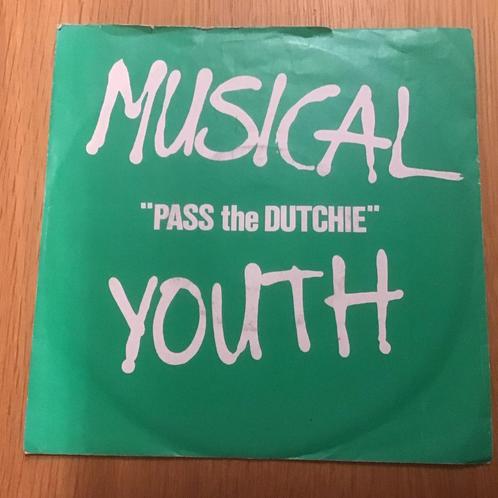 MUSICAL
"PASS the DUTCHIE"
YOUTH